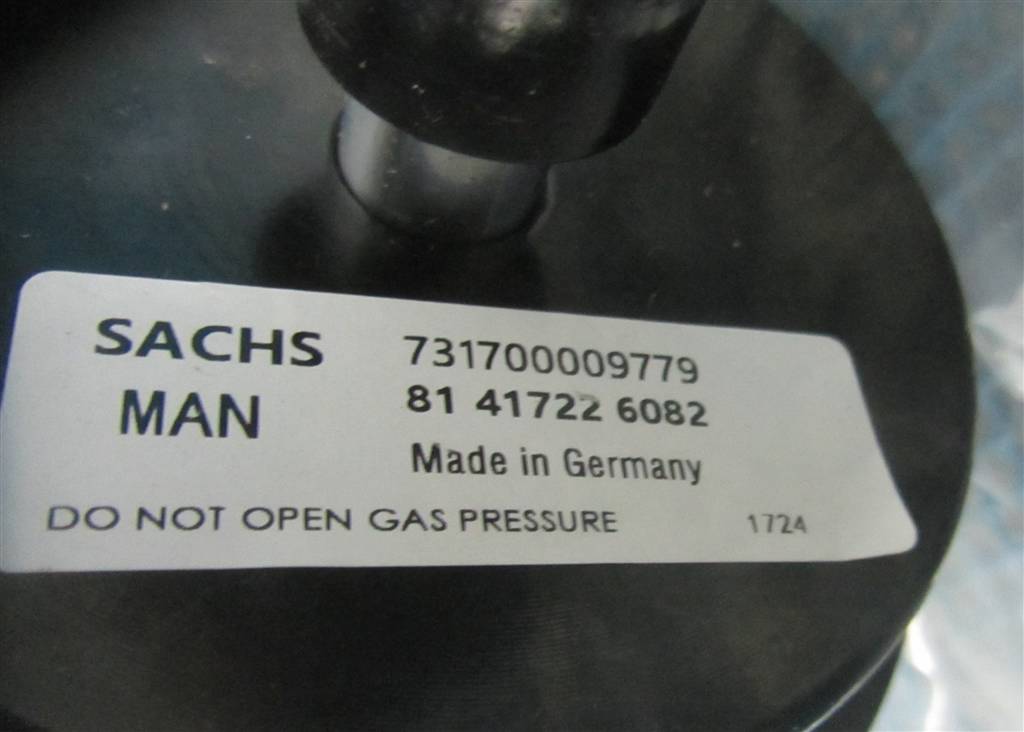 SACHS 731700009779
MAN 81 41722 6082
Made in Germany
DO NOT OPEN GAS PRESSURE 1724